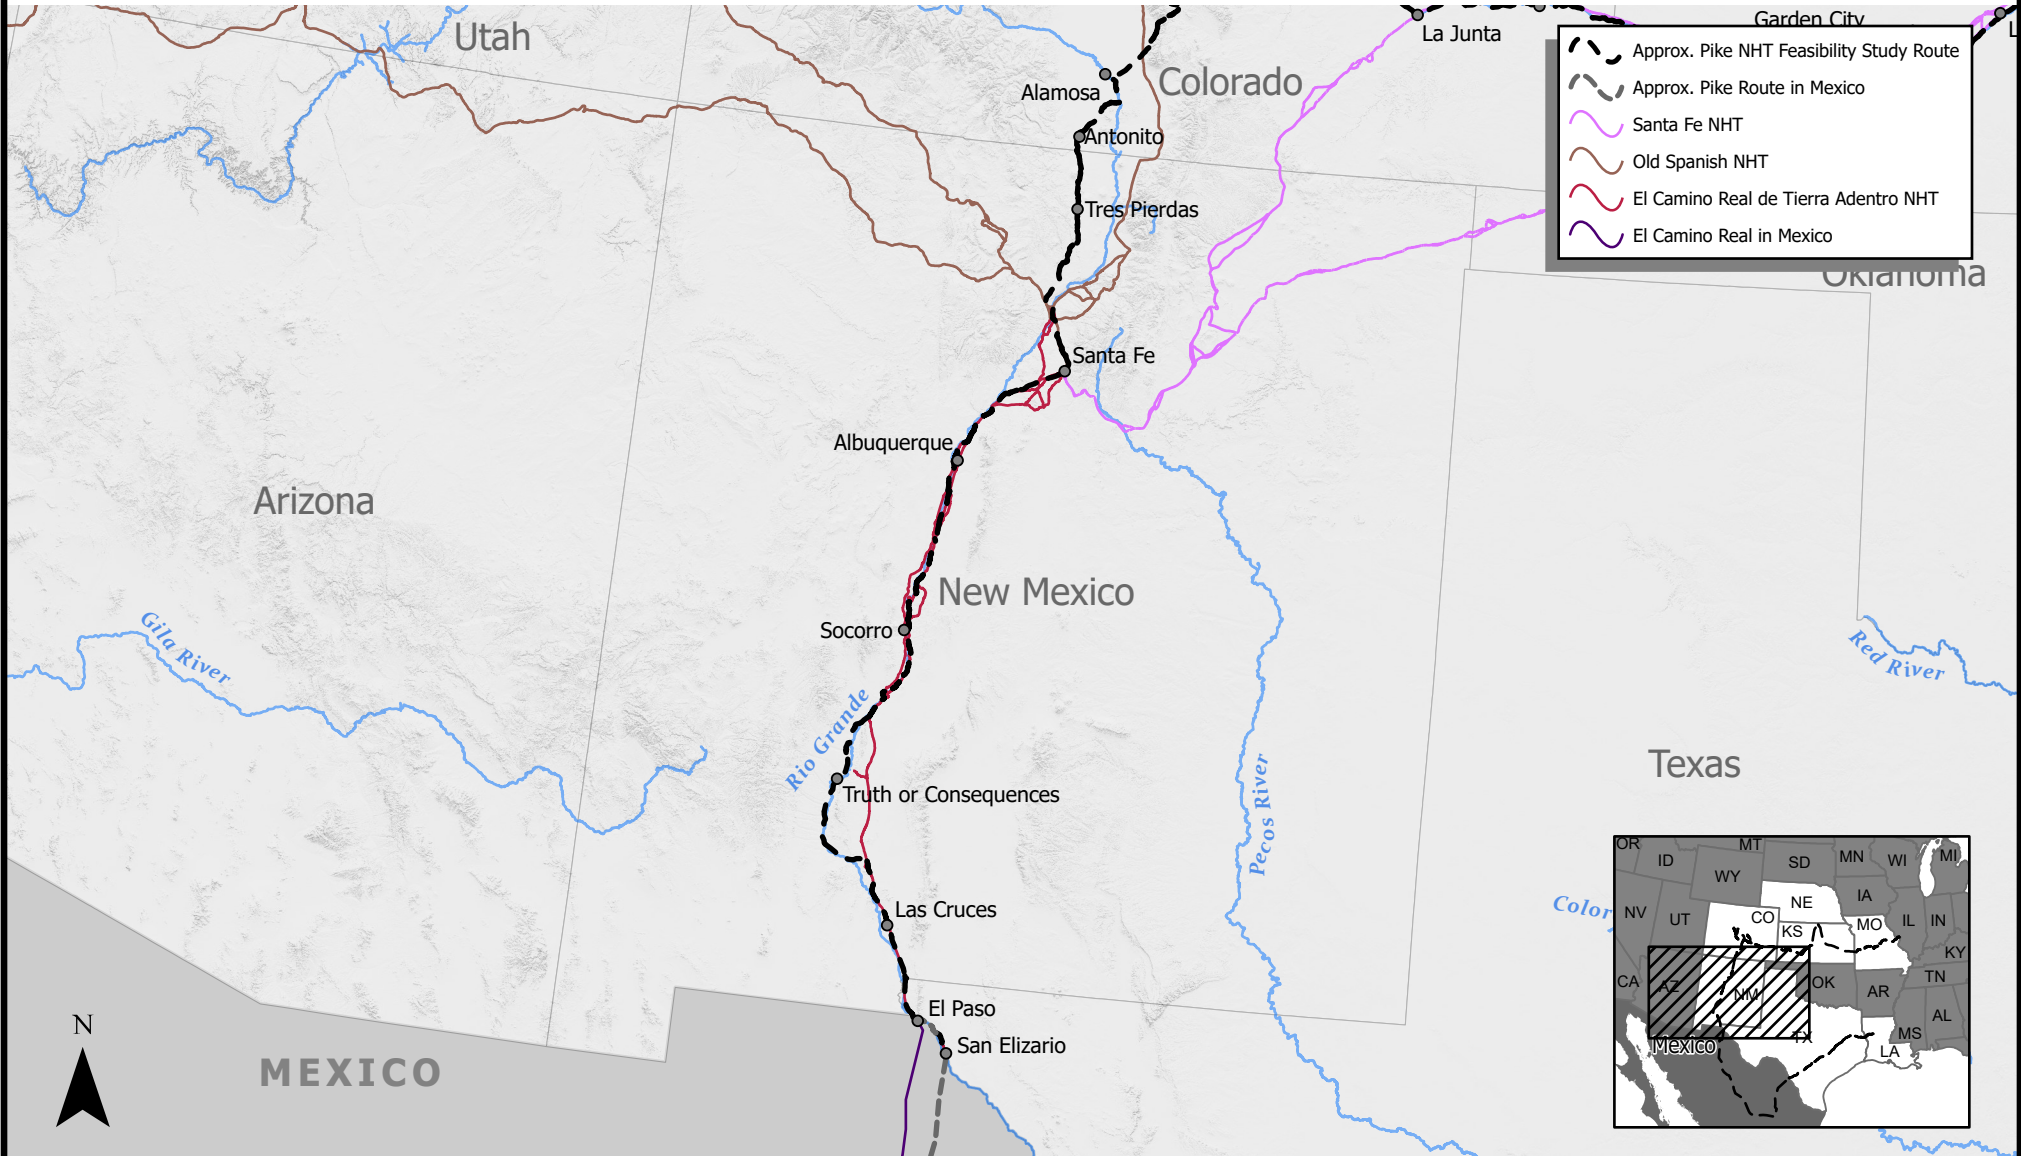 Utah
Garden City
La Junta
L
Colorado
Alamosa
Antonito
Tres Pierdas
Approx. Pike NHT Feasibility Study Route
Approx. Pike Route in Mexico
Santa Fe NHT
Old Spanish NHT
El Camino Real de Tierra Adentro NHT
El Camino Real in Mexico
Oklahoma
Santa Fe
Albuquerque
Arizona
New Mexico
Socorro
Gila River
Red River
Rio Grande
Truth or Consequences
Pecos River
Texas
Las Cruces
Color
El Paso
San Elizario
N
MEXICO
OR
ID
MT
SD
MN
WI
MI
WY
NE
IA
NV
UT
CO
KS
MO
IL
IN
KY
CA
AZ
NM
OK
AR
TN
TX
LA
MS
AL
Mexico